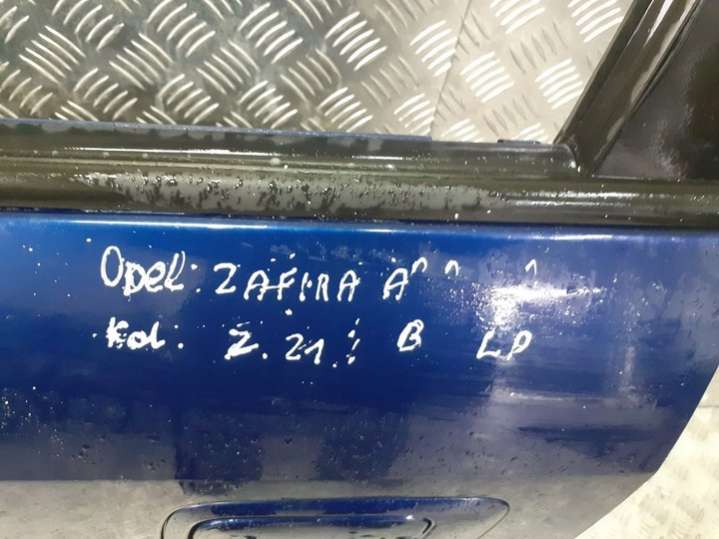 Opel: ZAFIRA A
Kol: Z.21. B LP